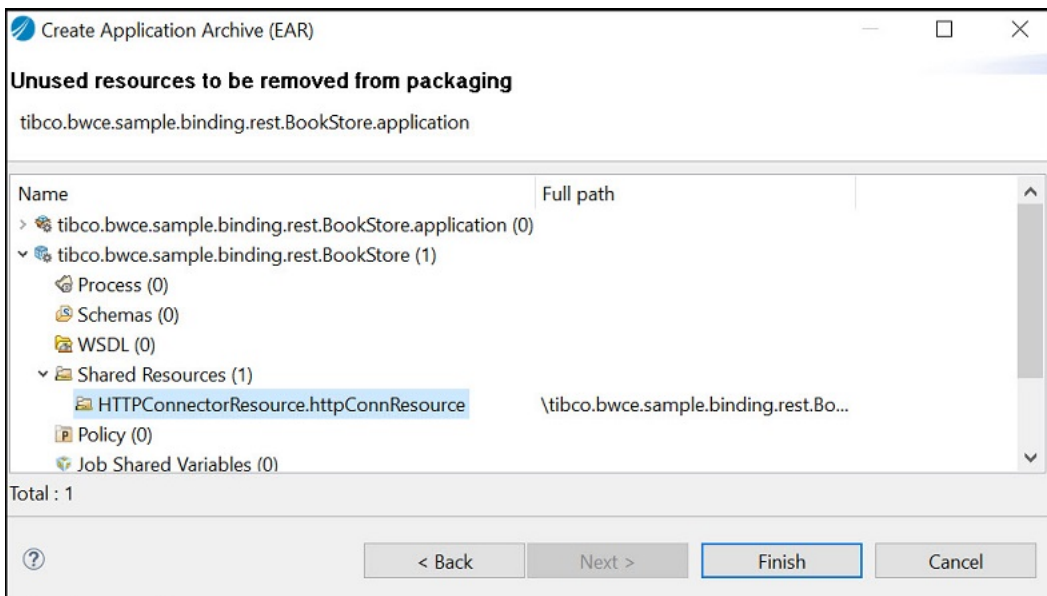 Create Application Archive (EAR)
Unused resources to be removed from packaging
tibco.bwce.sample.binding.rest.BookStore.application
Name Full path
tibco.bwce.sample.binding.rest.BookStore.application (0)
tibco.bwce.sample.binding.rest.BookStore (1)
Process (0)
Schemas (0)
WSDL (0)
Shared Resources (1)
HTTPConnectorResource.httpConnResource \tibco.bwce.sample.binding.rest.Bo...
Policy (0)
Job Shared Variables (0)
Total : 1
< Back Next > Finish Cancel